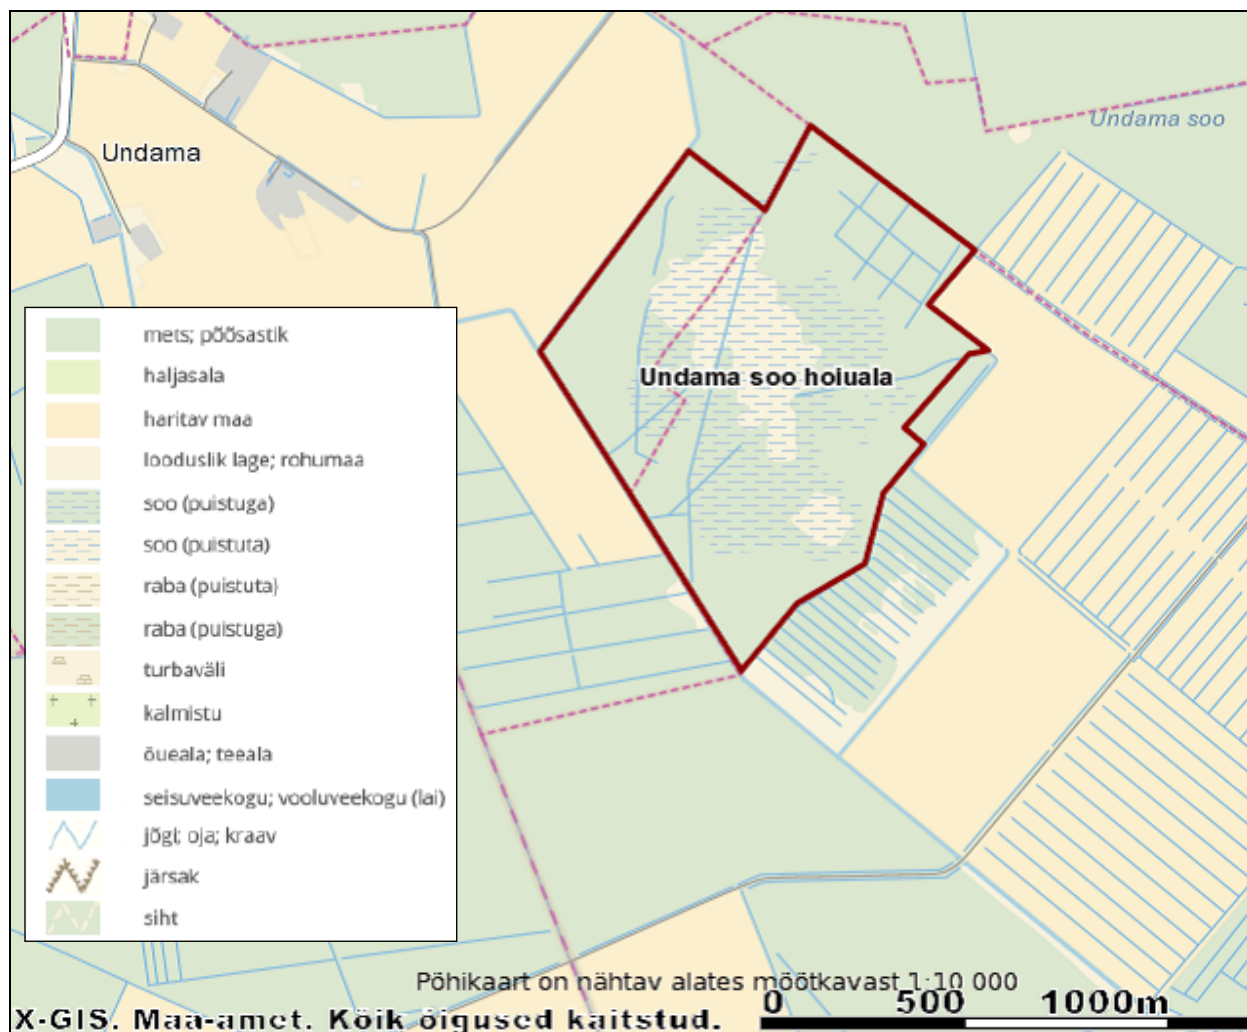 Undama soo
Undama
Undama soo hoiuala
mets; põõsastik
haljasala
haritav maa
looduslik lage; rohumaa
soo (puistuga)
soo (puistuta)
raba (puistuta)
raba (puistuga)
turbaväli
kalmistu
õueala; teeala
seisuveekogu; vooluveekogu (lai)
jõgi; oja; kraav
järsak
siht
Põhikaart on nähtav alates mõõtkavast 1:10 000
0 500 1000m
X-GIS. Maa-amet. Kõik õigused kaitstud.